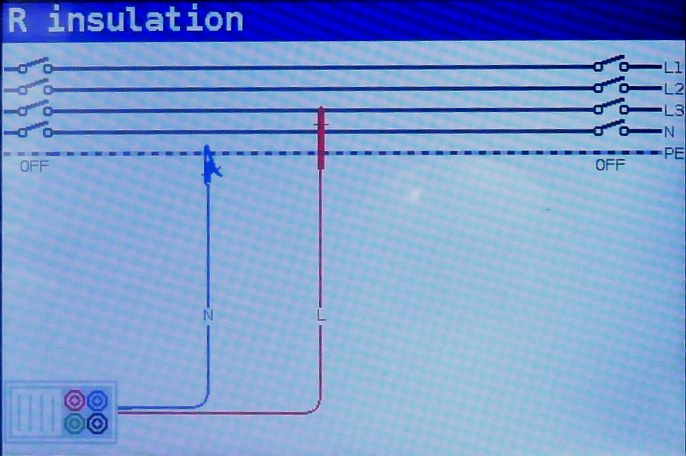 R insulation
L1
L2
L3
N
PE
OFF OFF
N L